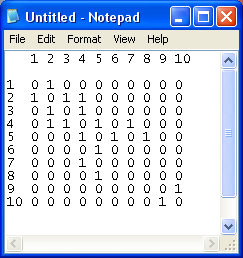 Untitled - Notepad
File Edit Format View Help
1 2 3 4 5 6 7 8 9 10
1 0 1 0 0 0 0 0 0 0 0
2 1 0 1 1 0 0 0 0 0 0
3 0 1 0 1 0 0 0 0 0 0
4 0 1 1 0 1 0 1 0 0 0
5 0 0 0 1 0 1 0 1 0 0
6 0 0 0 0 1 0 0 0 0 0
7 0 0 0 1 0 0 0 0 0 0
8 0 0 0 0 1 0 0 0 0 0
9 0 0 0 0 0 0 0 0 0 1
10 0 0 0 0 0 0 0 0 1 0